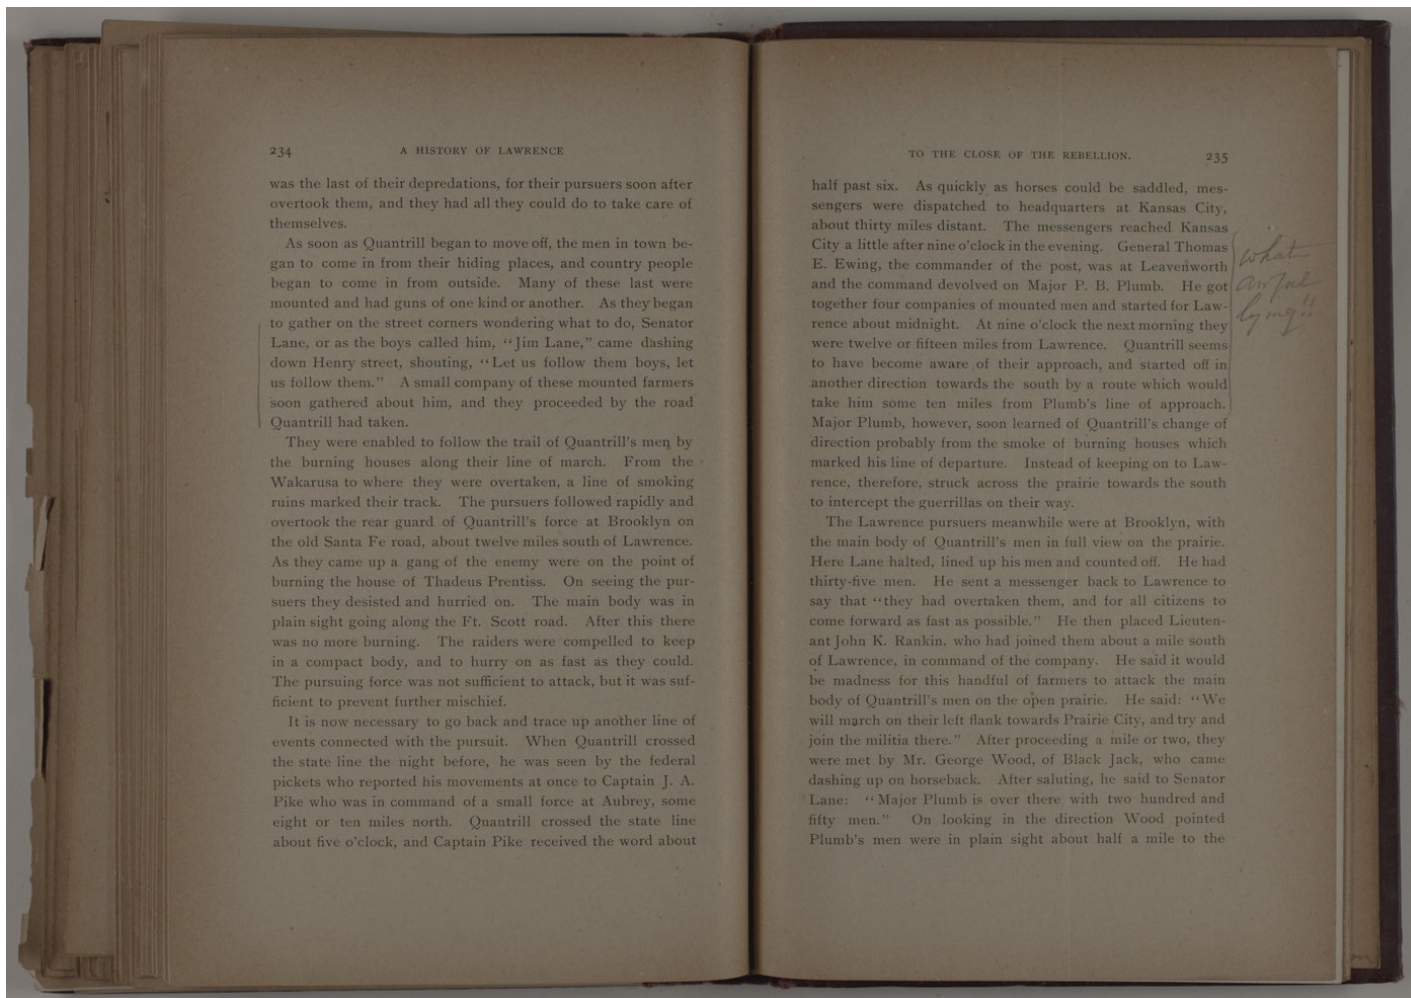 234
A HISTORY OF LAWRENCE
was the last of their depredations, for their pursuers soon after
overtook them, and they had all they could do to take care of
themselves.
As soon as Quantrill began to move off, the men in town be-
gan to come in from their hiding places, and country people
began to come in from outside. Many of these last were
mounted and had guns of one kind or another. As they began
to gather on the street corners wondering what to do, Senator
Lane, or as the boys called him, “Jim Lane,” came dashing
down Henry street, shouting, “Let us follow them boys, let
us follow them.” A small company of these mounted farmers
soon gathered about him, and they proceeded by the road
Quantrill had taken.
They were enabled to follow the trail of Quantrill's men by
the burning houses along their line of march. From the
Wakarusa to where they were overtaken, a line of smoking
ruins marked their track. The pursuers followed rapidly and
overtook the rear guard of Quantrill's force at Brooklyn on
the old Santa Fe road, about twelve miles south of Lawrence.
As they came up a gang of the enemy were on the point of
burning the house of Thadeus Prentiss. On seeing the pur-
suers they desisted and hurried on. The main body was in
plain sight going along the Ft. Scott road. After this there
was no more burning. The raiders were compelled to keep
in a compact body, and to hurry on as fast as they could.
The pursuing force was not sufficient to attack, but it was suf-
ficient to prevent further mischief.
It is now necessary to go back and trace up another line of
events connected with the pursuit. When Quantrill crossed
the state line the night before, he was seen by the federal
pickets who reported his movements at once to Captain J. A.
Pike who was in command of a small force at Aubrey, some
eight or ten miles north. Quantrill crossed the state line
about five o'clock, and Captain Pike received the word about
TO THE CLOSE OF THE REBELLION.
235
half past six. As quickly as horses could be saddled, mes-
sengers were dispatched to headquarters at Kansas City,
about thirty miles distant. The messengers reached Kansas
City a little after nine o'clock in the evening. General Thomas
E. Ewing, the commander of the post, was at Leavenworth
and the command devolved on Major P. B. Plumb. He got
together four companies of mounted men and started for Law-
rence about midnight. At nine o'clock the next morning they
were twelve or fifteen miles from Lawrence. Quantrill seems
to have become aware of their approach, and started off in
another direction towards the south by a route which would
take him some ten miles from Plumb's line of approach.
Major Plumb, however, soon learned of Quantrill's change of
direction probably from the smoke of burning houses which
marked his line of departure. Instead of keeping on to Law-
rence, therefore, struck across the prairie towards the south
to intercept the guerrillas on their way.
The Lawrence pursuers meanwhile were at Brooklyn, with
the main body of Quantrill's men in full view on the prairie.
Here Lane halted, lined up his men and counted off. He had
thirty-five men. He sent a messenger back to Lawrence to
say that “they had overtaken them, and for all citizens to
come forward as fast as possible.” He then placed Lieuten-
ant John K. Rankin, who had joined them about a mile south
of Lawrence, in command of the company. He said it would
be madness for this handful of farmers to attack the main
body of Quantrill's men on the open prairie. He said: “We
will march on their left flank towards Prairie City, and try and
join the militia there.” After proceeding a mile or two, they
were met by Mr. George Wood, of Black Jack, who came
dashing up on horseback. After saluting, he said to Senator
Lane: “Major Plumb is over there with two hundred and
fifty men.” On looking in the direction Wood pointed
Plumb's men were in plain sight about half a mile to the
what
awful
lying!!